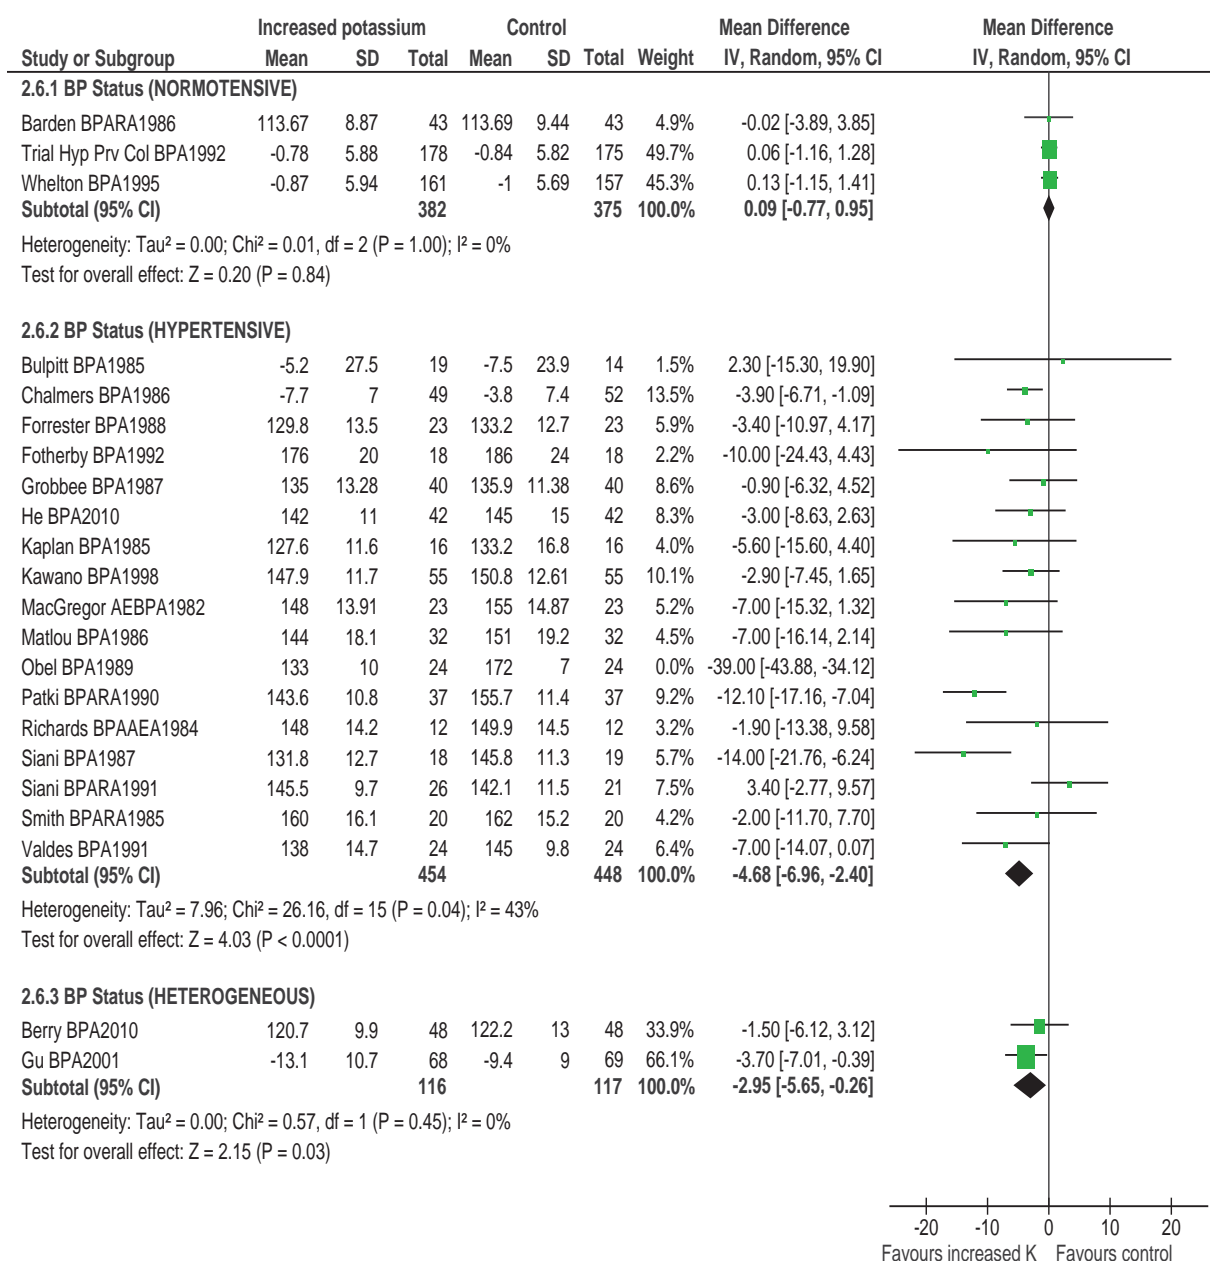 Increased potassium Control Mean Difference Mean Difference
Study or Subgroup Mean SD Total Mean SD Total Weight IV, Random, 95% CI IV, Random, 95% CI
2.6.1 BP Status (NORMOTENSIVE)
Barden BPARA1986 113.67 8.87 43 113.69 9.44 43 4.9% -0.02 [-3.89, 3.85]
Trial Hyp Prv Col BPA1992 -0.78 5.88 178 -0.84 5.82 175 49.7% 0.06 [-1.16, 1.28]
Whelton BPA1995 -0.87 5.94 161 -1 5.69 157 45.3% 0.13 [-1.15, 1.41]
Subtotal (95% CI) 382 375 100.0% 0.09 [-0.77, 0.95]
Heterogeneity: Tau² = 0.00; Chi² = 0.01, df = 2 (P = 1.00); I² = 0%
Test for overall effect: Z = 0.20 (P = 0.84)
2.6.2 BP Status (HYPERTENSIVE)
Bulpitt BPA1985 -5.2 27.5 19 -7.5 23.9 14 1.5% 2.30 [-15.30, 19.90]
Chalmers BPA1986 -7.7 7 49 -3.8 7.4 52 13.5% -3.90 [-6.71, -1.09]
Forrester BPA1988 129.8 13.5 23 133.2 12.7 23 5.9% -3.40 [-10.97, 4.17]
Fotherby BPA1992 176 20 18 186 24 18 2.2% -10.00 [-24.43, 4.43]
Grobbee BPA1987 135 13.28 40 135.9 11.38 40 8.6% -0.90 [-6.32, 4.52]
He BPA2010 142 11 42 145 15 42 8.3% -3.00 [-8.63, 2.63]
Kaplan BPA1985 127.6 11.6 16 133.2 16.8 16 4.0% -5.60 [-15.60, 4.40]
Kawano BPA1998 147.9 11.7 55 150.8 12.61 55 10.1% -2.90 [-7.45, 1.65]
MacGregor AEBPA1982 148 13.91 23 155 14.87 23 5.2% -7.00 [-15.32, 1.32]
Matlou BPA1986 144 18.1 32 151 19.2 32 4.5% -7.00 [-16.14, 2.14]
Obel BPA1989 133 10 24 172 7 24 0.0% -39.00 [-43.88, -34.12]
Patki BPARA1990 143.6 10.8 37 155.7 11.4 37 9.2% -12.10 [-17.16, -7.04]
Richards BPAAEA1984 148 14.2 12 149.9 14.5 12 3.2% -1.90 [-13.38, 9.58]
Siani BPA1987 131.8 12.7 18 145.8 11.3 19 5.7% -14.00 [-21.76, -6.24]
Siani BPARA1991 145.5 9.7 26 142.1 11.5 21 7.5% 3.40 [-2.77, 9.57]
Smith BPARA1985 160 16.1 20 162 15.2 20 4.2% -2.00 [-11.70, 7.70]
Valdes BPA1991 138 14.7 24 145 9.8 24 6.4% -7.00 [-14.07, 0.07]
Subtotal (95% CI) 454 448 100.0% -4.68 [-6.96, -2.40]
Heterogeneity: Tau² = 7.96; Chi² = 26.16, df = 15 (P = 0.04); I² = 43%
Test for overall effect: Z = 4.03 (P < 0.0001)
2.6.3 BP Status (HETEROGENEOUS)
Berry BPA2010 120.7 9.9 48 122.2 13 48 33.9% -1.50 [-6.12, 3.12]
Gu BPA2001 -13.1 10.7 68 -9.4 9 69 66.1% -3.70 [-7.01, -0.39]
Subtotal (95% CI) 116 117 100.0% -2.95 [-5.65, -0.26]
Heterogeneity: Tau² = 0.00; Chi² = 0.57, df = 1 (P = 0.45); I² = 0%
Test for overall effect: Z = 2.15 (P = 0.03)
-20 -10 0 10 20
Favours increased K Favours control